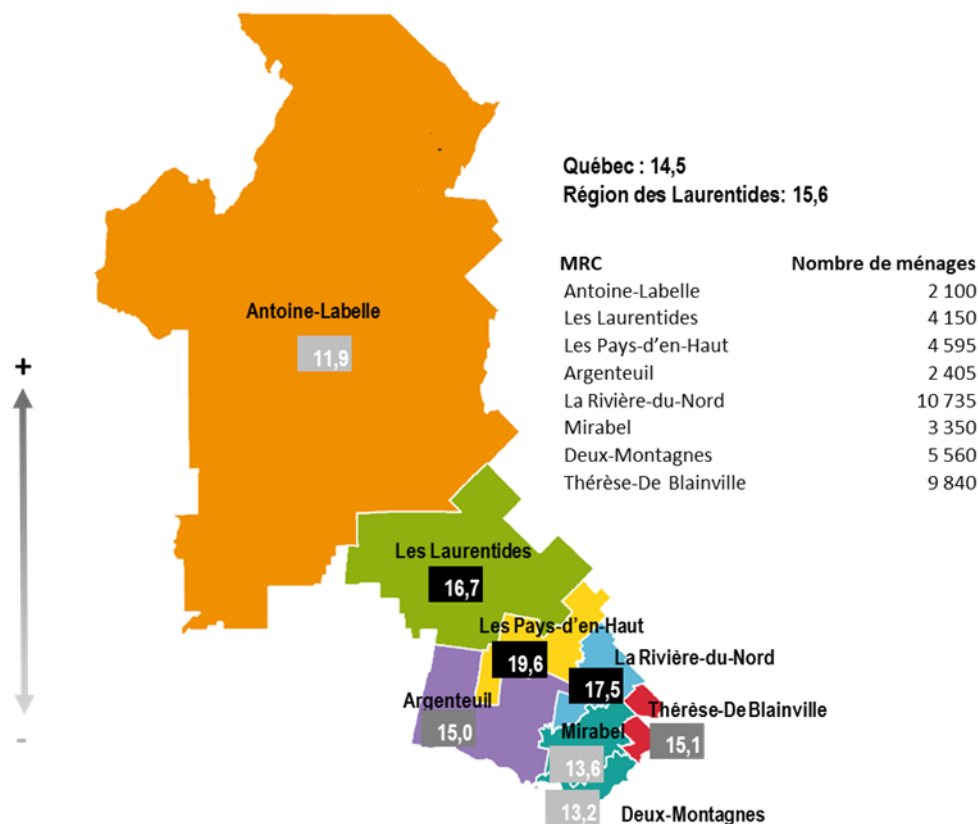 Québec : 14,5
Région des Laurentides: 15,6
MRC Nombre de ménages
Antoine-Labelle 2 100
Les Laurentides 4 150
Les Pays-d'en-Haut 4 595
Argenteuil 2 405
La Rivière-du-Nord 10 735
Mirabel 3 350
Deux-Montagnes 5 560
Thérèse-De Blainville 9 840
Antoine-Labelle
11,9
+
-
Les Laurentides
16,7
Les Pays-d'en-Haut
19,6
La Rivière-du-Nord
17,5
Argenteuil
15,0
Thérèse-De Blainville
15,1
Mirabel
13,6
13,2
Deux-Montagnes